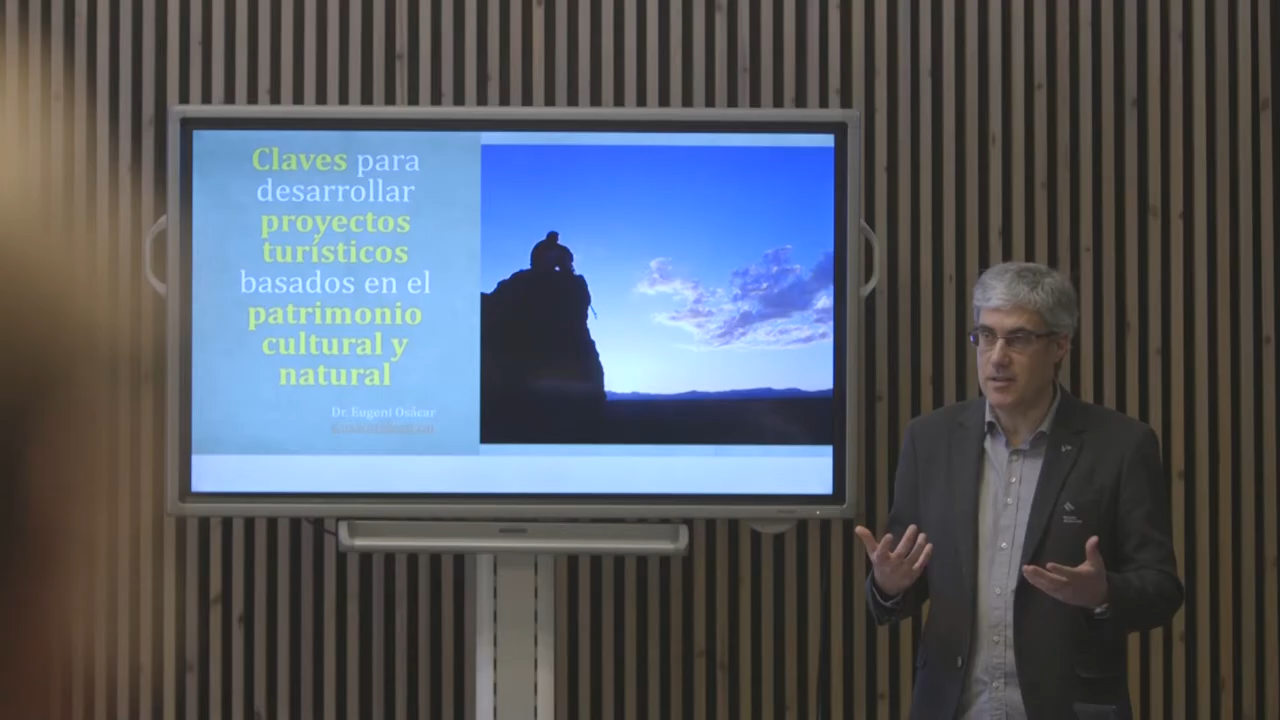 Claves para
desarrollar
proyectos
turísticos
basados en el
patrimonio
cultural y
natural
Dr. Eugeni Osácar